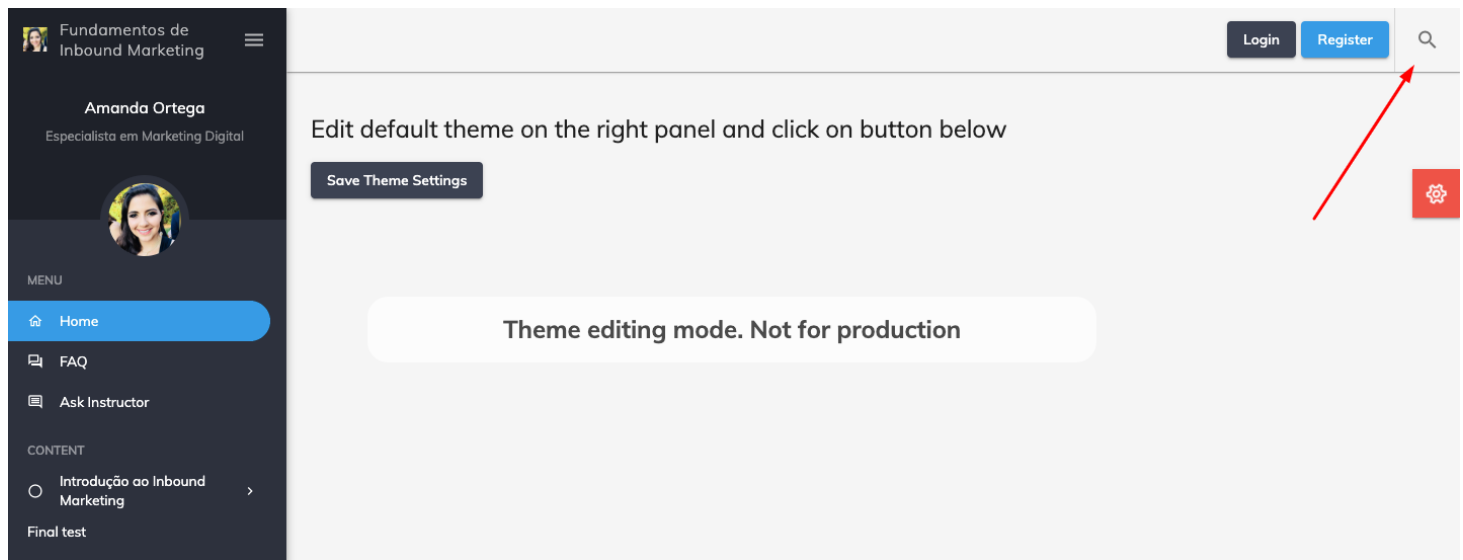 Fundamentos de
Inbound Marketing
Amanda Ortega
Especialista em Marketing Digital
MENU
Home
FAQ
Ask Instructor
CONTENT
Introdução ao Inbound
Marketing
Final test
Login
Register
Edit default theme on the right panel and click on button below
Save Theme Settings
Theme editing mode. Not for production